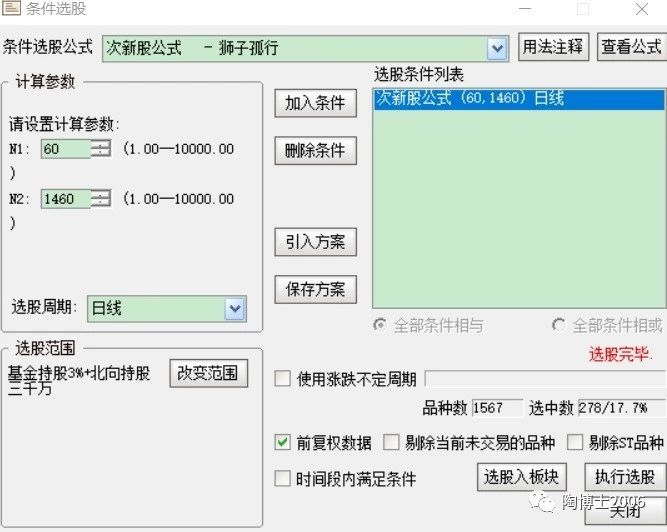 条件选股
条件选股公式 次新股公式 - 狮子孤行 用法注释 查看公式
计算参数
请设置计算参数:
N1: 60 (1.00—10000.00
)
N2: 1460 (1.00—10000.00
)
选股周期: 日线
加入条件
删除条件
引入方案
保存方案
选股条件列表
次新股公式 (60,1460) 日线
全部条件相与 全部条件相或
选股完毕.
选股范围
基金持股3%+北向持股
三千万
改变范围
使用涨跌不定周期
品种数 1567 选中数 278/17.7%
前复权数据 剔除当前未交易的品种 剔除ST品种
时间段内满足条件 选股入板块 执行选股
关闭
陶博士2006